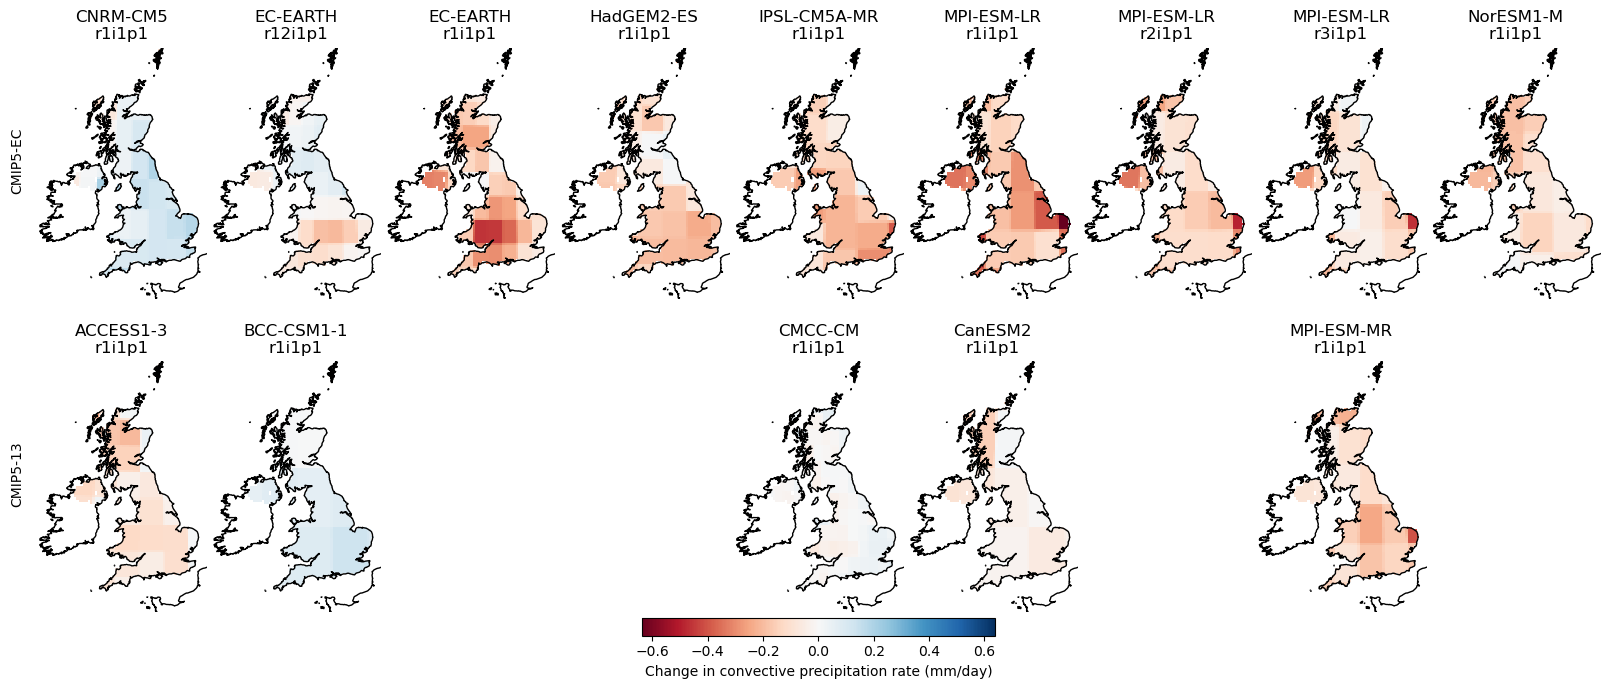 CNRM-CM5
r1i1p1
EC-EARTH
r12i1p1
EC-EARTH
r1i1p1
HadGEM2-ES
r1i1p1
IPSL-CM5A-MR
r1i1p1
MPI-ESM-LR
r1i1p1
MPI-ESM-LR
r2i1p1
MPI-ESM-LR
r3i1p1
NorESM1-M
r1i1p1
CMIP5-EC
ACCESS1-3
r1i1p1
BCC-CSM1-1
r1i1p1
CMCC-CM
r1i1p1
CanESM2
r1i1p1
MPI-ESM-MR
r1i1p1
CMIP5-13
−0.6 −0.4 −0.2 0.0 0.2 0.4 0.6
Change in convective precipitation rate (mm/day)